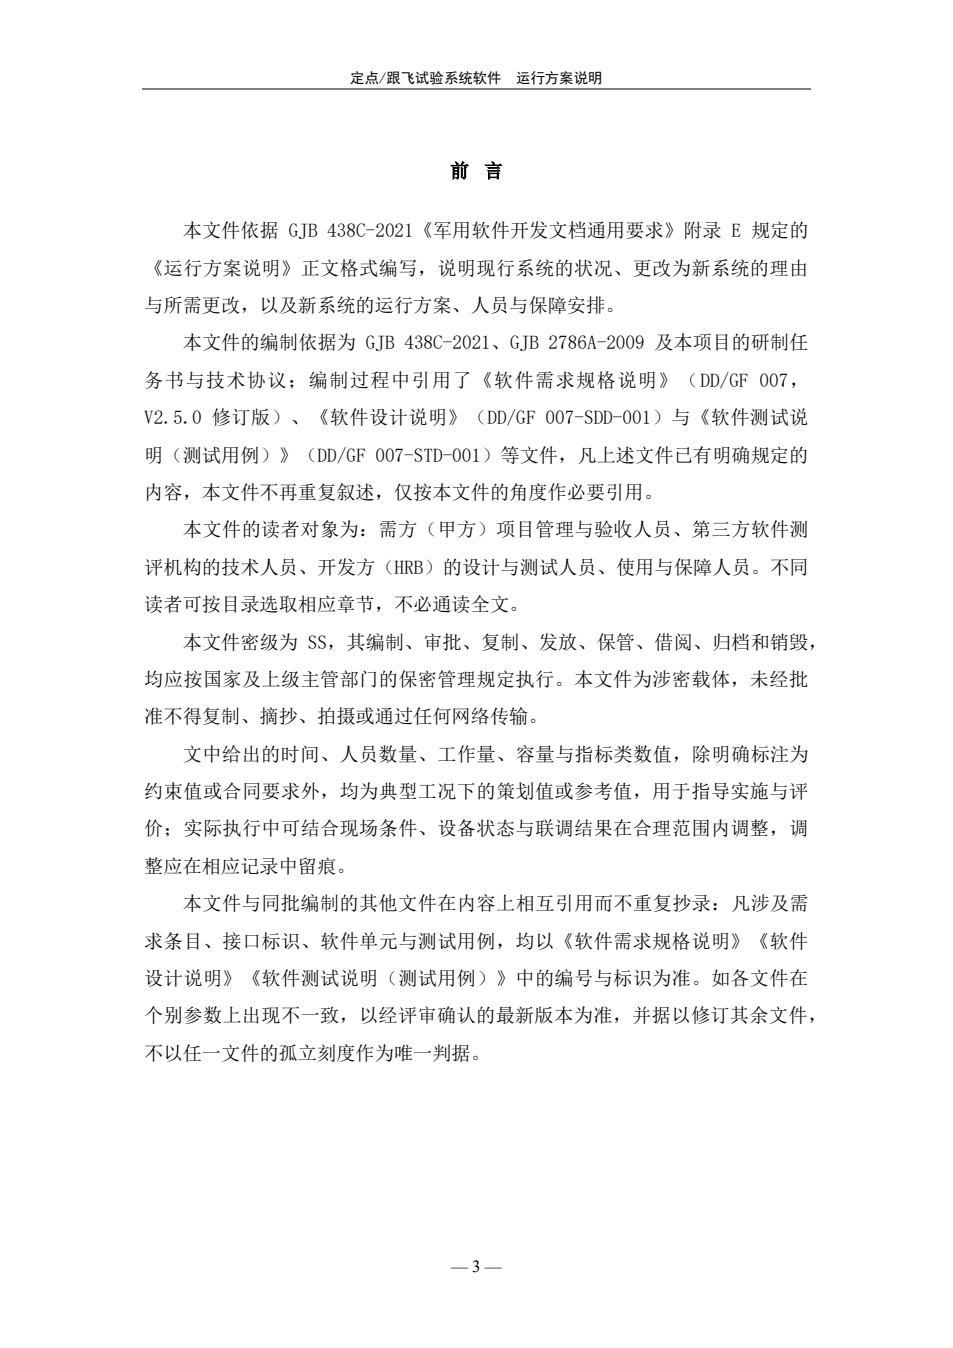 定点/跟飞试验系统软件　运行方案说明
前 言
本文件依据 GJB 438C-2021《军用软件开发文档通用要求》附录 E 规定的
《运行方案说明》正文格式编写，说明现行系统的状况、更改为新系统的理由
与所需更改，以及新系统的运行方案、人员与保障安排。
本文件的编制依据为 GJB 438C-2021、GJB 2786A-2009 及本项目的研制任
务书与技术协议；编制过程中引用了《软件需求规格说明》（DD/GF 007，
V2.5.0 修订版）、《软件设计说明》（DD/GF 007-SDD-001）与《软件测试说
明（测试用例）》（DD/GF 007-STD-001）等文件，凡上述文件已有明确规定的
内容，本文件不再重复叙述，仅按本文件的角度作必要引用。
本文件的读者对象为：需方（甲方）项目管理与验收人员、第三方软件测
评机构的技术人员、开发方（HRB）的设计与测试人员、使用与保障人员。不同
读者可按目录选取相应章节，不必通读全文。
本文件密级为 SS，其编制、审批、复制、发放、保管、借阅、归档和销毁，
均应按国家及上级主管部门的保密管理规定执行。本文件为涉密载体，未经批
准不得复制、摘抄、拍摄或通过任何网络传输。
文中给出的时间、人员数量、工作量、容量与指标类数值，除明确标注为
约束值或合同要求外，均为典型工况下的策划值或参考值，用于指导实施与评
价；实际执行中可结合现场条件、设备状态与联调结果在合理范围内调整，调
整应在相应记录中留痕。
本文件与同批编制的其他文件在内容上相互引用而不重复抄录：凡涉及需
求条目、接口标识、软件单元与测试用例，均以《软件需求规格说明》《软件
设计说明》《软件测试说明（测试用例）》中的编号与标识为准。如各文件在
个别参数上出现不一致，以经评审确认的最新版本为准，并据以修订其余文件，
不以任一文件的孤立刻度作为唯一判据。
— 3 —